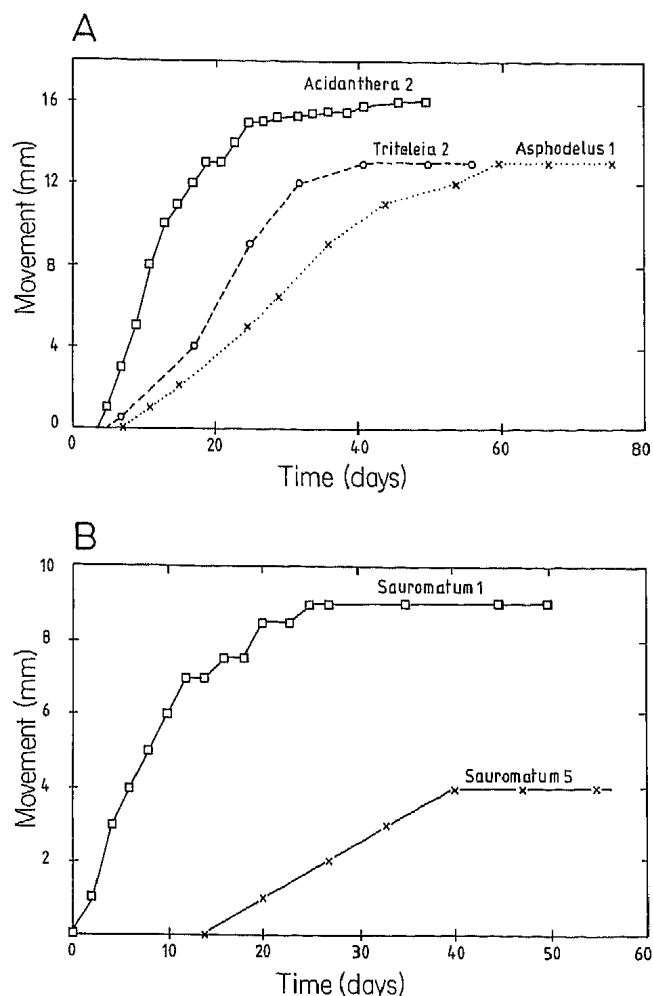 A
Movement (mm)
16
12
8
4
0
Acidanthera 2
Triteleia 2
Asphodelus 1
0 20 40 60 80
Time (days)
B
Movement (mm)
10
8
6
4
2
Sauromatum 1
Sauromatum 5
0 10 20 30 40 50 60
Time (days)